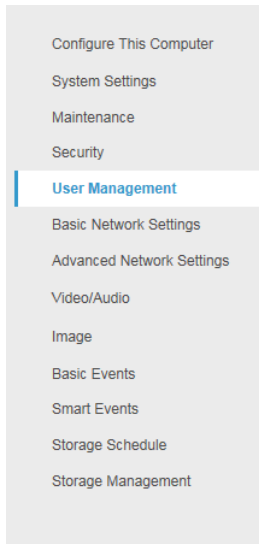 Configure This Computer
System Settings
Maintenance
Security
User Management
Basic Network Settings
Advanced Network Settings
Video/Audio
Image
Basic Events
Smart Events
Storage Schedule
Storage Management